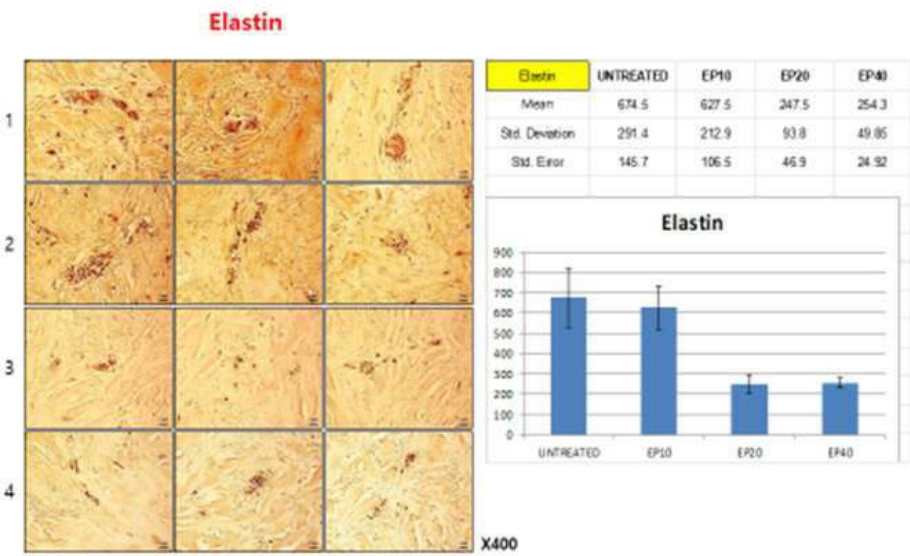 Elastin
1
2
3
4
X400
Elastin UNTREATED EP10 EP20 EP40
Mean 674.5 627.5 247.5 254.3
Std. Deviation 291.4 212.9 93.8 49.85
Std. Error 145.7 106.5 46.9 24.92
Elastin
900
800
700
600
500
400
300
200
100
0
UNTREATED EP10 EP20 EP40